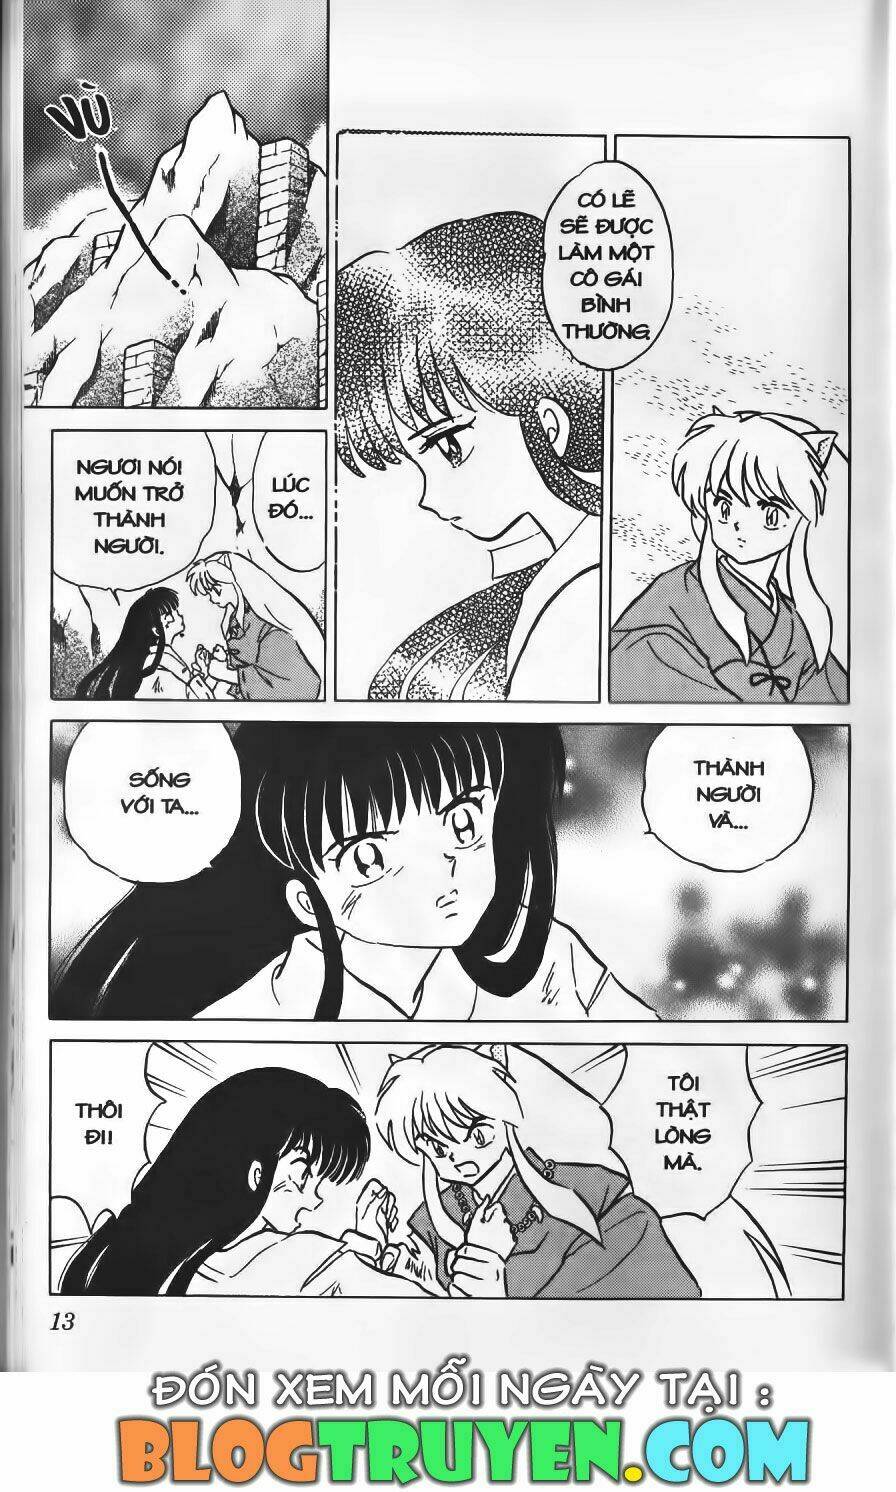 CÓ LẼ
SẼ ĐƯỢC
LÀM MỘT
CÔ GÁI
BÌNH
THƯỜNG.
VÙ
LÚC
ĐÓ...
NGƯƠI NÓI
MUỐN TRỞ
THÀNH
NGƯỜI.
THÀNH
NGƯỜI
VÀ...
SỐNG
VỚI TA...
TÔI
THẬT
LÒNG
MÀ.
THÔI
ĐI!
13
ĐÓN XEM MỖI NGÀY TẠI :
BLOGTRUYEN.COM